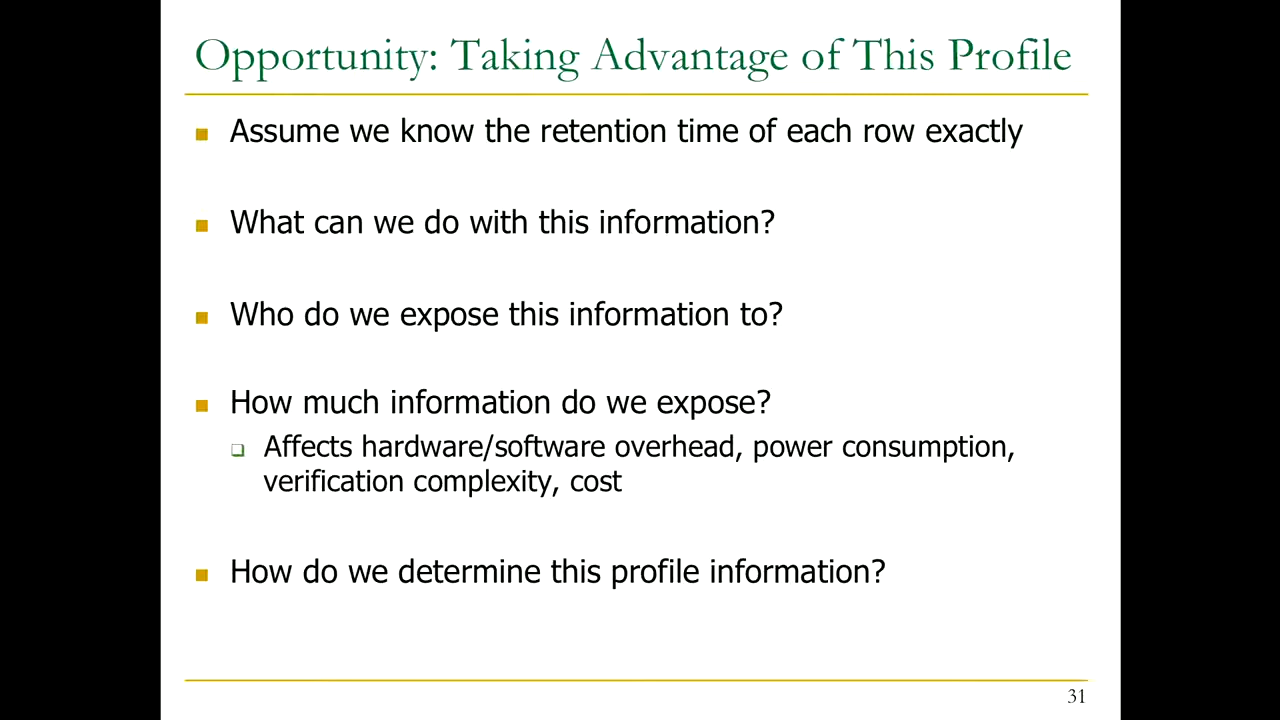 Opportunity: Taking Advantage of This Profile
Assume we know the retention time of each row exactly
What can we do with this information?
Who do we expose this information to?
How much information do we expose?
Affects hardware/software overhead, power consumption,
verification complexity, cost
How do we determine this profile information?
31